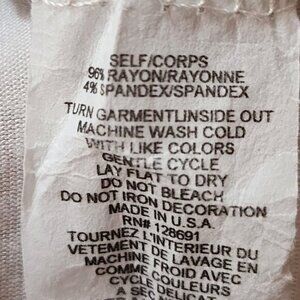 SELF/CORPS
96% RAYON/RAYONNE
4% SPANDEX/SPANDEX
TURN GARMENTLINSIDE OUT
MACHINE WASH COLD
WITH LIKE COLORS
GENTLE CYCLE
LAY FLAT TO DRY
DO NOT BLEACH
DO NOT IRON DECORATION
MADE IN U.S.A.
RN# 128691
TOURNEZ L'INTERIEUR DU
VETEMENT DE LAVAGE EN
MACHINE FROID AVEC
COMME COULEURS
CYCLE DELICAT